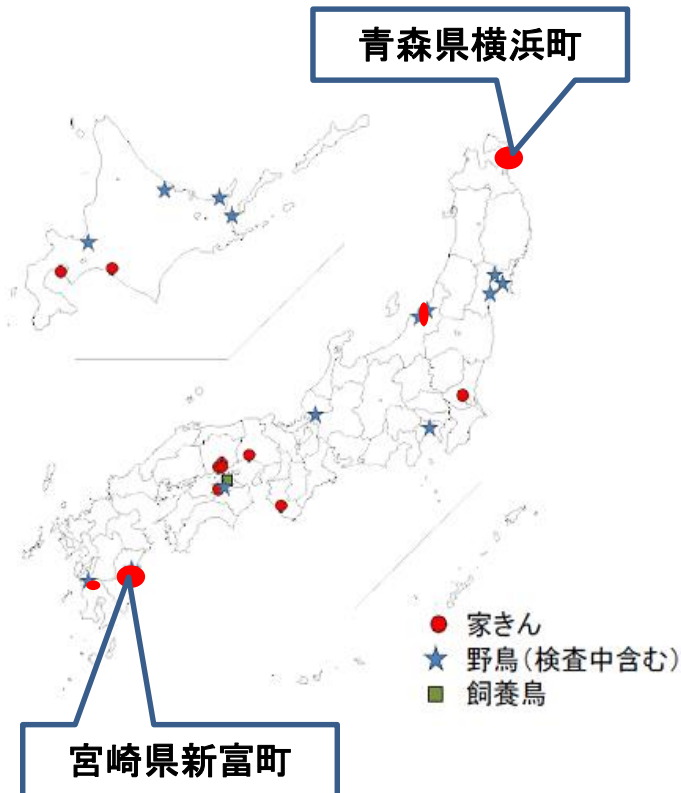 青森県横浜町
家きん
野鳥（検査中含む）
飼養鳥
宮崎県新富町